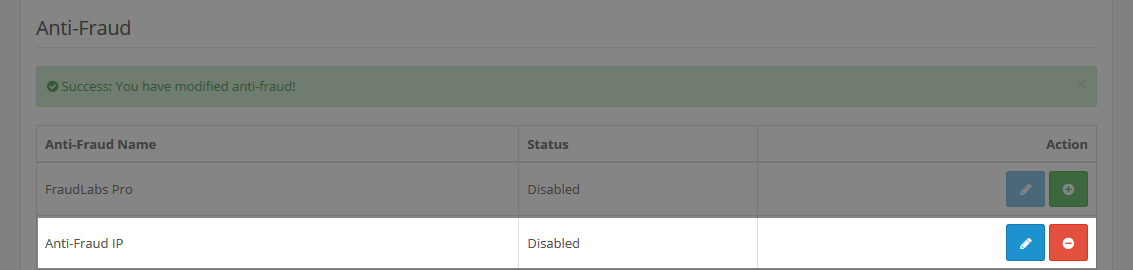 Anti-Fraud
Success: You have modified anti-fraud! ×
Anti-Fraud Name Status Action
FraudLabs Pro Disabled
Anti-Fraud IP Disabled